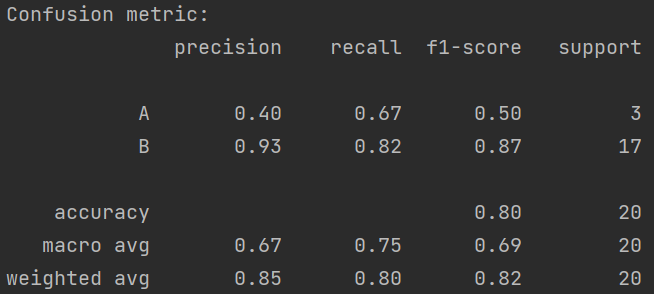 Confusion metric:
precision recall f1-score support
A 0.40 0.67 0.50 3
B 0.93 0.82 0.87 17
accuracy 0.80 20
macro avg 0.67 0.75 0.69 20
weighted avg 0.85 0.80 0.82 20